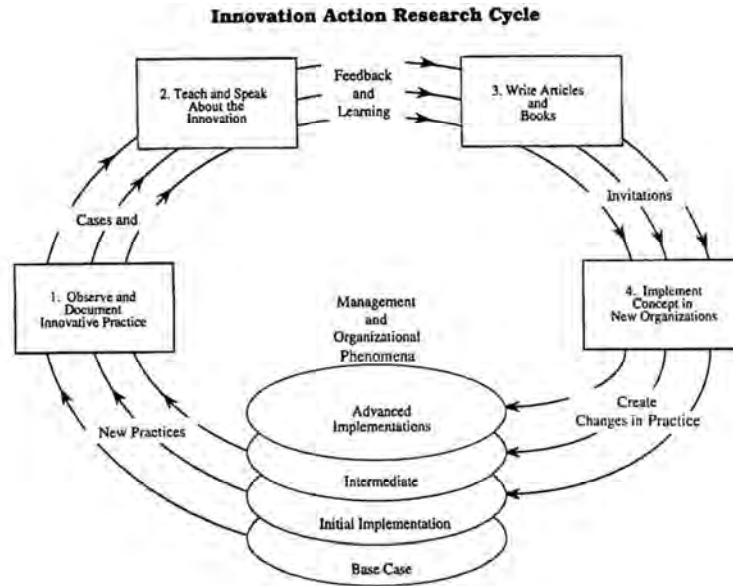 Innovation Action Research Cycle
2. Teach and Speak
About the
Innovation
Feedback
and
Learning
3. Write Articles
and
Books
Cases and
Invitations
1. Observe and
Document
Innovative Practice
Management
and
Organizational
Phenomena
4. Implement
Concept in
New Organizations
Advanced
Implementations
Create
Changes in Practice
New Practices
Intermediate
Initial Implementation
Base Case